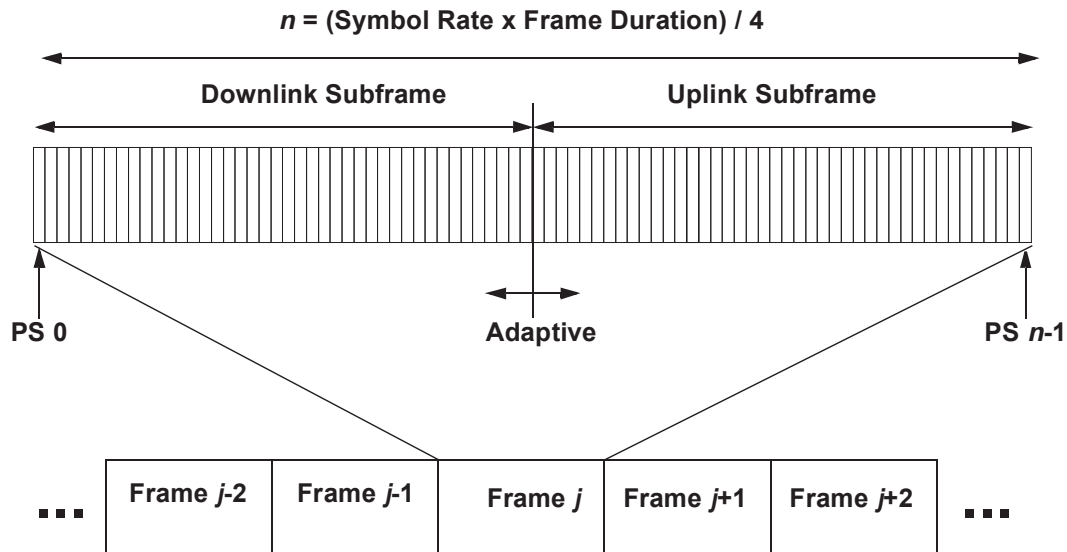 n = (Symbol Rate x Frame Duration) / 4
Downlink Subframe
Uplink Subframe
PS 0
Adaptive
PS n-1
Frame j-2
Frame j-1
Frame j
Frame j+1
Frame j+2